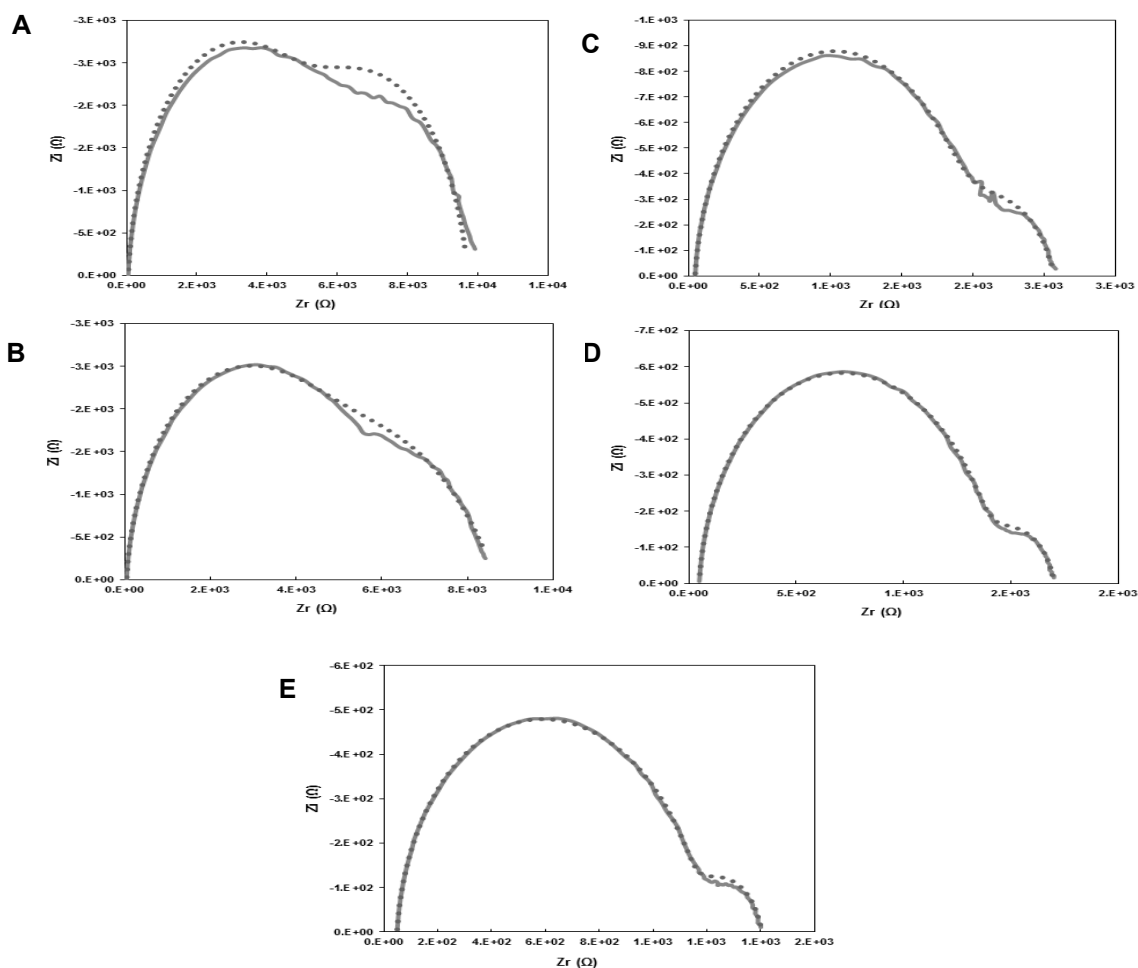 A
-3.E+03
-3.E+03
-2.E+03
-2.E+03
-1.E+03
-5.E+02
0.E+00
Zi (Ω)
0.E+00 2.E+03 4.E+03 6.E+03 8.E+03 1.E+04 1.E+04
Zr (Ω)
C
-1.E+03
-9.E+02
-8.E+02
-7.E+02
-6.E+02
-5.E+02
-4.E+02
-3.E+02
-2.E+02
-1.E+02
0.E+00
Zi (Ω)
0.E+00 5.E+02 1.E+03 2.E+03 2.E+03 3.E+03 3.E+03
Zr (Ω)
B
-3.E+03
-3.E+03
-2.E+03
-2.E+03
-1.E+03
-5.E+02
0.E+00
Zi (Ω)
0.E+00 2.E+03 4.E+03 6.E+03 8.E+03 1.E+04
Zr (Ω)
D
-7.E+02
-6.E+02
-5.E+02
-4.E+02
-3.E+02
-2.E+02
-1.E+02
0.E+00
Zi (Ω)
0.E+00 5.E+02 1.E+03 2.E+03 2.E+03
Zr (Ω)
E
-6.E+02
-5.E+02
-4.E+02
-3.E+02
-2.E+02
-1.E+02
0.E+00
Zi (Ω)
0.E+00 2.E+02 4.E+02 6.E+02 8.E+02 1.E+03 1.E+03 1.E+03 2.E+03
Zr (Ω)